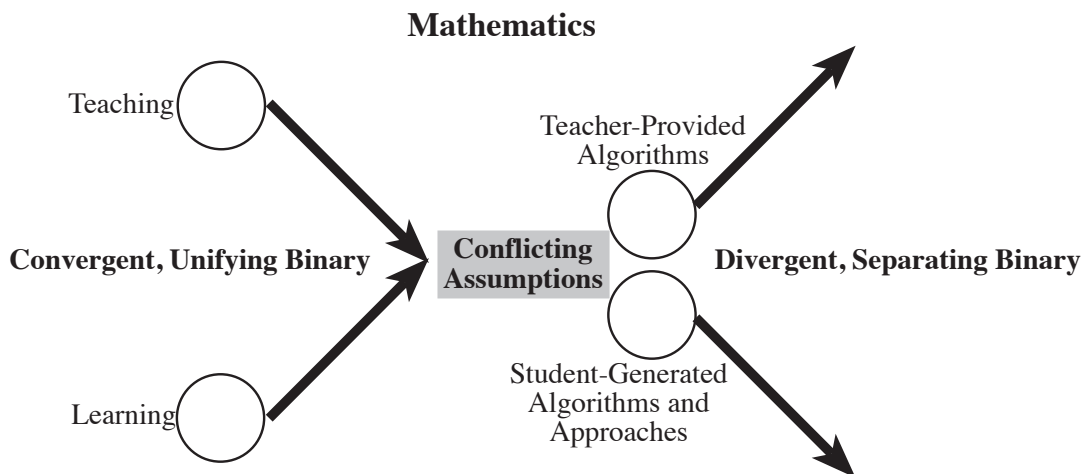 Mathematics
Teaching
Teacher-Provided
Algorithms
Convergent, Unifying Binary
Conflicting
Assumptions
Divergent, Separating Binary
Learning
Student-Generated
Algorithms and
Approaches